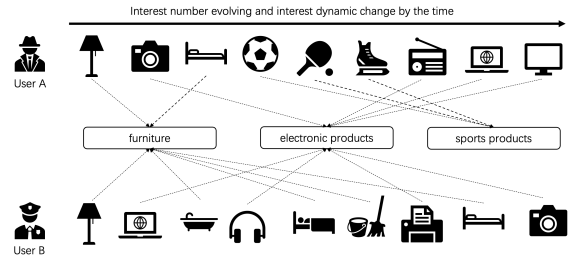 Interest number evolving and interest dynamic change by the time
User A
furniture
electronic products
sports products
User B